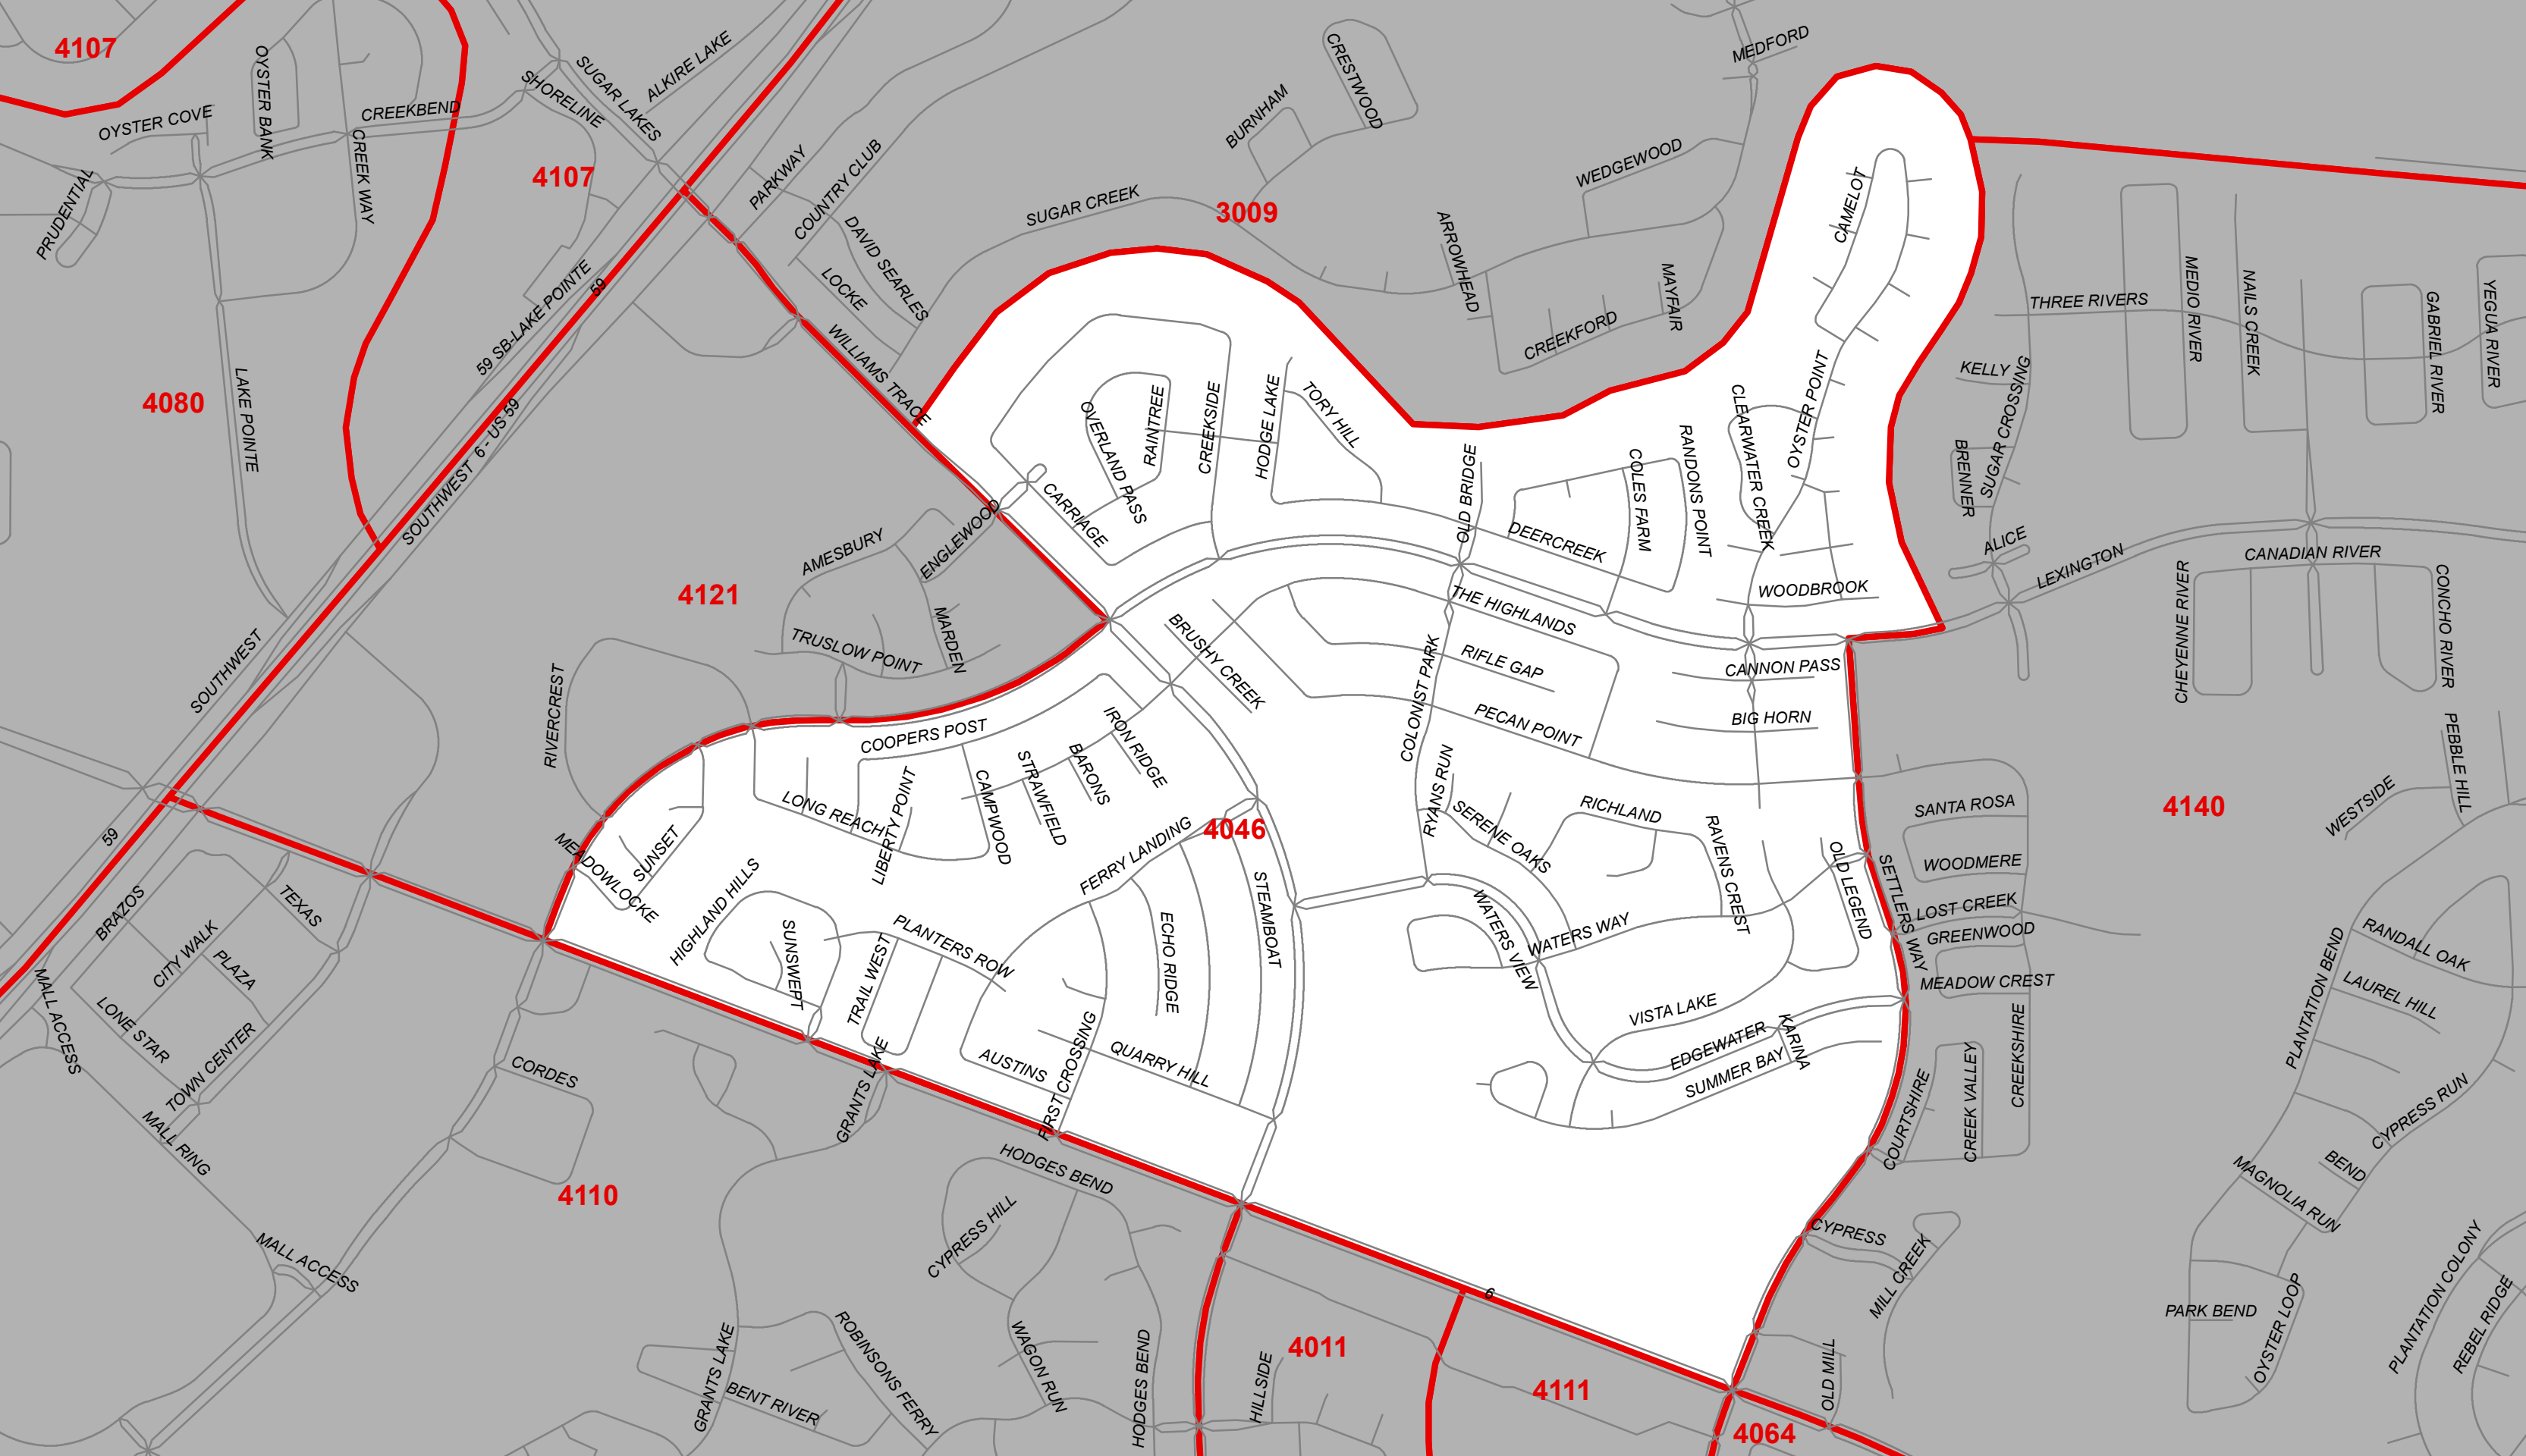 4107
OYSTER COVE
OYSTER BANK
CREEKBEND
CREEK WAY
PRUDENTIAL
LAKE POINTE
4080
SHORELINE
SUGAR LAKES
ALKIRE LAKE
4107
PARKWAY
COUNTRY CLUB
DAVID SEARLES
LOCKE
WILLIAMS TRACE
59 SB-LAKE POINTE
59
SOUTHWEST 6 - US 59
SOUTHWEST
59
SUGAR CREEK
3009
BURNHAM
CRESTWOOD
MEDFORD
WEDGEWOOD
ARROWHEAD
CREEKFORD
MAYFAIR
CAMELOT
OYSTER POINT
THREE RIVERS
MEDIO RIVER
NAILS CREEK
GABRIEL RIVER
YEGUA RIVER
KELLY
SUGAR CROSSING
BRENNER
ALICE
LEXINGTON
CANADIAN RIVER
CHEYENNE RIVER
CONCHO RIVER
OVERLAND PASS
RAINTREE
CREEKSIDE
HODGE LAKE
TORY HILL
CARRIAGE
ENGLEWOOD
AMESBURY
4121
MARDEN
TRUSLOW POINT
RIVERCREST
OLD BRIDGE
DEERCREEK
COLES FARM
RANDONS POINT
CLEARWATER CREEK
WOODBROOK
THE HIGHLANDS
RIFLE GAP
CANNON PASS
BIG HORN
PECAN POINT
COLONIST PARK
BRUSHY CREEK
COOPERS POST
IRON RIDGE
BARONS
STRAWFIELD
CAMPWOOD
LIBERTY POINT
LONG REACH
SUNSET
MEADOWLOCKE
HIGHLAND HILLS
SUNSWEPT
TRAIL WEST
PLANTERS ROW
FERRY LANDING
4046
STEAMBOAT
ECHO RIDGE
QUARRY HILL
AUSTINS
FIRST CROSSING
GRANTS LAKE
RYANS RUN
SERENE OAKS
RICHLAND
RAVENS CREST
WATERS VIEW
WATERS WAY
OLD LEGEND
SETTLERS WAY
VISTA LAKE
EDGEWATER
KARINA
SUMMER BAY
SANTA ROSA
WOODMERE
LOST CREEK
GREENWOOD
MEADOW CREST
CREEKSHIRE
CREEK VALLEY
COURTSHIRE
4140
PEBBLE HILL
WESTSIDE
RANDALL OAK
LAUREL HILL
PLANTATION BEND
CYPRESS RUN
BEND
MAGNOLIA RUN
PARK BEND
OYSTER LOOP
PLANTATION COLONY
REBEL RIDGE
CYPRESS
MILL CREEK
OLD MILL
BRAZOS
TEXAS
CITY WALK
PLAZA
LONE STAR
TOWN CENTER
MALL ACCESS
MALL RING
MALL ACCESS
CORDES
4110
HODGES BEND
CYPRESS HILL
WAGON RUN
HODGES BEND
ROBINSONS FERRY
GRANTS LAKE
BENT RIVER
HILLSIDE
4011
6
4111
4064